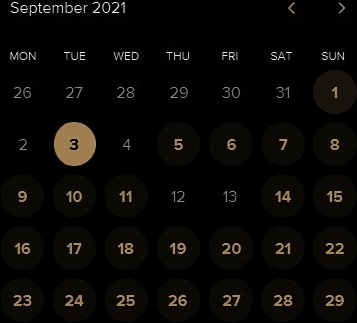 September 2021 < >
MON TUE WED THU FRI SAT SUN
26 27 28 29 30 31 1
2 3 4 5 6 7 8
9 10 11 12 13 14 15
16 17 18 19 20 21 22
23 24 25 26 27 28 29